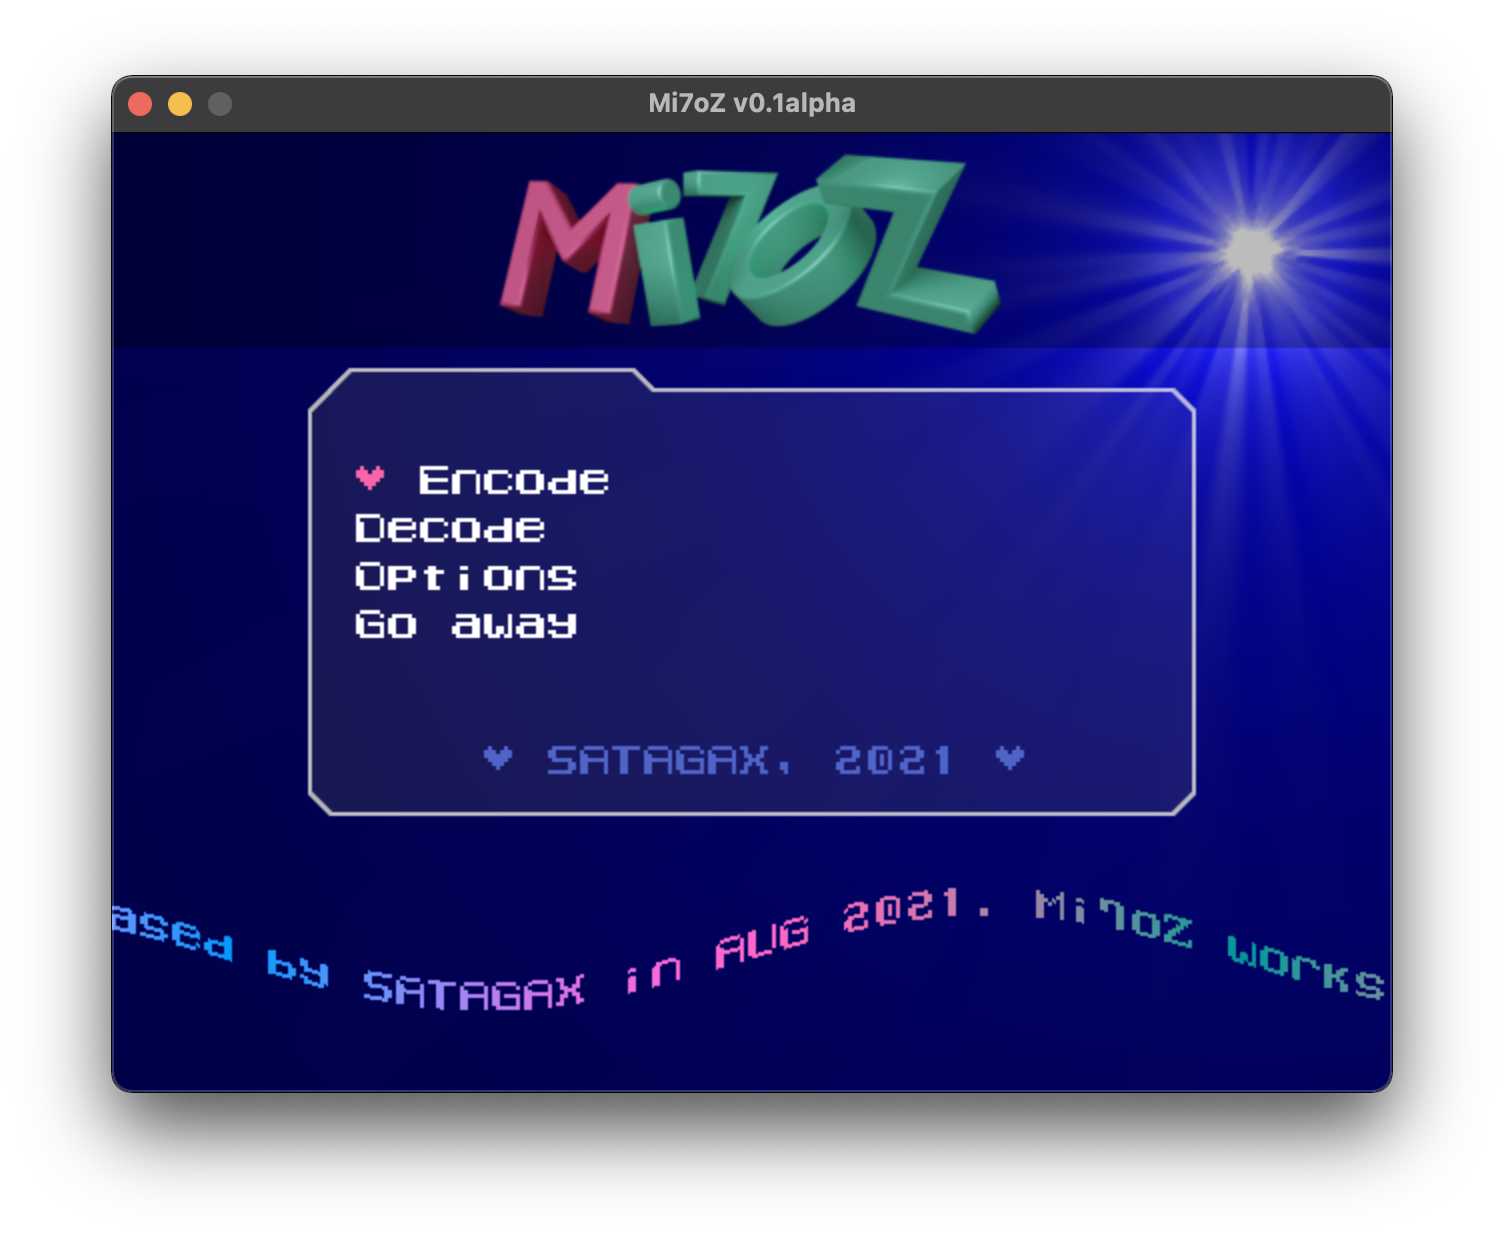 Mi7oZ v0.1alpha
Mi7oZ
♥ Encode
Decode
Options
Go away
♥ SATAGAX, 2021 ♥
ased by SATAGAX in AUG 2021. Mi7oZ works